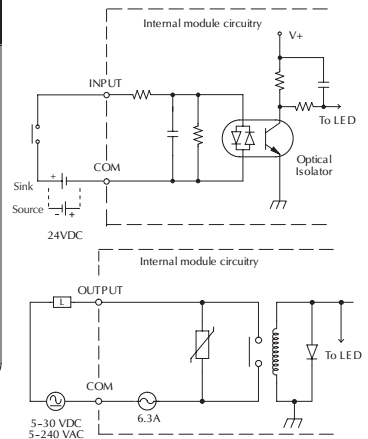 Internal module circuitry
V+
INPUT
To LED
COM
Optical
Isolator
+
Sink
Source
- +
24VDC
Internal module circuitry
OUTPUT
L
To LED
COM
6.3A
5-30 VDC
5-240 VAC